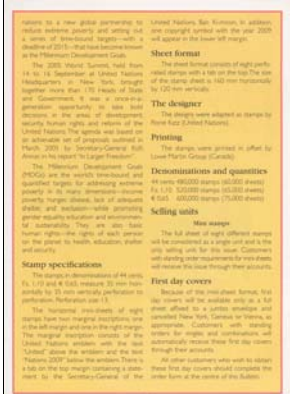 nations to a new global partnership to
reduce extreme poverty and setting out
a series of time-bound targets—with a
deadline of 2015—that have become known
as the Millennium Development Goals.
The 2005 World Summit, held from
14 to 16 September at United Nations
Headquarters in New York, brought
together more than 170 Heads of State
and Government. It was a once-in-a-
generation opportunity to take bold
decisions in the areas of development,
security, human rights and reform of the
United Nations. The agenda was based on
an achievable set of proposals outlined in
March 2005 by Secretary-General Kofi
Annan in his report "In Larger Freedom".
The Millennium Development Goals
(MDGs) are the world's time-bound and
quantified targets for addressing extreme
poverty in its many dimensions—income
poverty, hunger, disease, lack of adequate
shelter, and exclusion—while promoting
gender equality, education and environmen-
tal sustainability. They are also basic
human rights—the rights of each person
on the planet to health, education, shelter
and security.
Stamp specifications
The stamps, in denominations of 44 cents,
Fs. 1,10 and € 0,65, measure 35 mm hori-
zontally by 35 mm vertically, perforation to
perforation. Perforation size: 13.
The horizontal mini-sheets of eight
stamps have two marginal inscriptions, one
in the left margin and one in the right margin.
The marginal inscription consists of the
United Nations emblem with the text
"United" above the emblem and the text
"Nations 2009" below the emblem. There is
a tab on the top margin containing a state-
ment by the Secretary-General of the
United Nations, Ban Ki-moon. In addition,
one copyright symbol with the year 2009
will appear in the lower left margin.
Sheet format
The sheet format consists of eight perfo-
rated stamps with a tab on the top. The size
of the stamp sheet is 160 mm horizontally
by 120 mm vertically.
The designer
The designs were adapted as stamps by
Rorie Katz (United Nations).
Printing
The stamps were printed in offset by
Lowe Martin Group (Canada).
Denominations and quantities
44 cents 480,000 stamps (60,000 sheets)
Fs. 1,10 520,000 stamps (65,000 sheets)
€ 0,65 600,000 stamps (75,000 sheets)
Selling units
Mint stamps
The full sheet of eight different stamps
will be considered as a single unit and is the
only selling unit for this issue. Customers
with standing order requirements for mini-sheets
will receive this issue through their accounts.
First day covers
Because of the mini-sheet format, first
day covers will be available only as a full
sheet affixed to a jumbo envelope and
cancelled New York, Geneva or Vienna, as
appropriate. Customers with standing
orders for singles and combinations will
automatically receive these first day covers
through their accounts.
All other customers who wish to obtain
these first day covers should complete the
order form at the centre of this Bulletin.